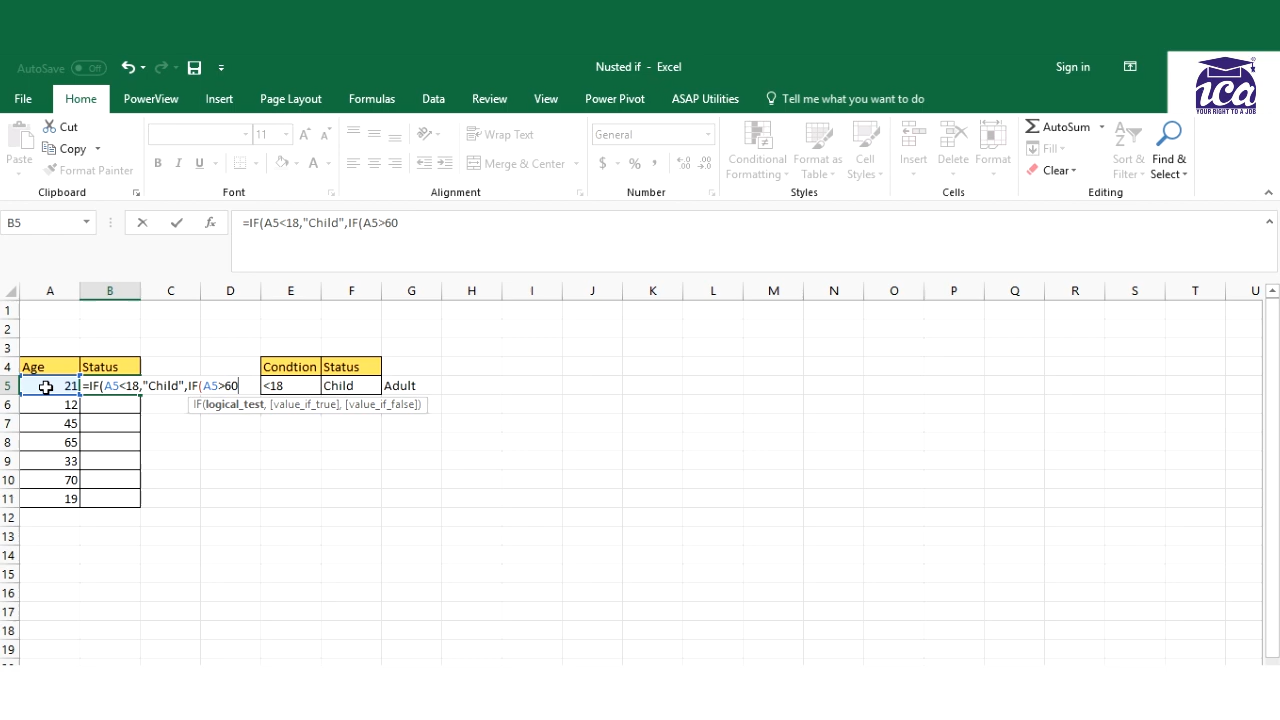 AutoSave Off
Nusted if - Excel
Sign in
ica
YOUR RIGHT TO A JOB
File Home PowerView Insert Page Layout Formulas Data Review View Power Pivot ASAP Utilities Tell me what you want to do
Paste
Cut
Copy
Format Painter
11
A A
B I U A
Wrap Text
Merge & Center
General
$ % ,
Conditional Formatting
Format as Table
Cell Styles
Insert Delete Format
AutoSum
Fill
Clear
Sort & Filter
Find & Select
Clipboard Font Alignment Number Styles Cells Editing
B5 fx =IF(A5<18,"Child",IF(A5>60
A B C D E F G H I J K L M N O P Q R S T U
1
2
3
4 Age Status Condtion Status
5 21 =IF(A5<18,"Child",IF(A5>60 <18 Child Adult
IF(logical_test, [value_if_true], [value_if_false])
6 12
7 45
8 65
9 33
10 70
11 19
12
13
14
15
16
17
18
19